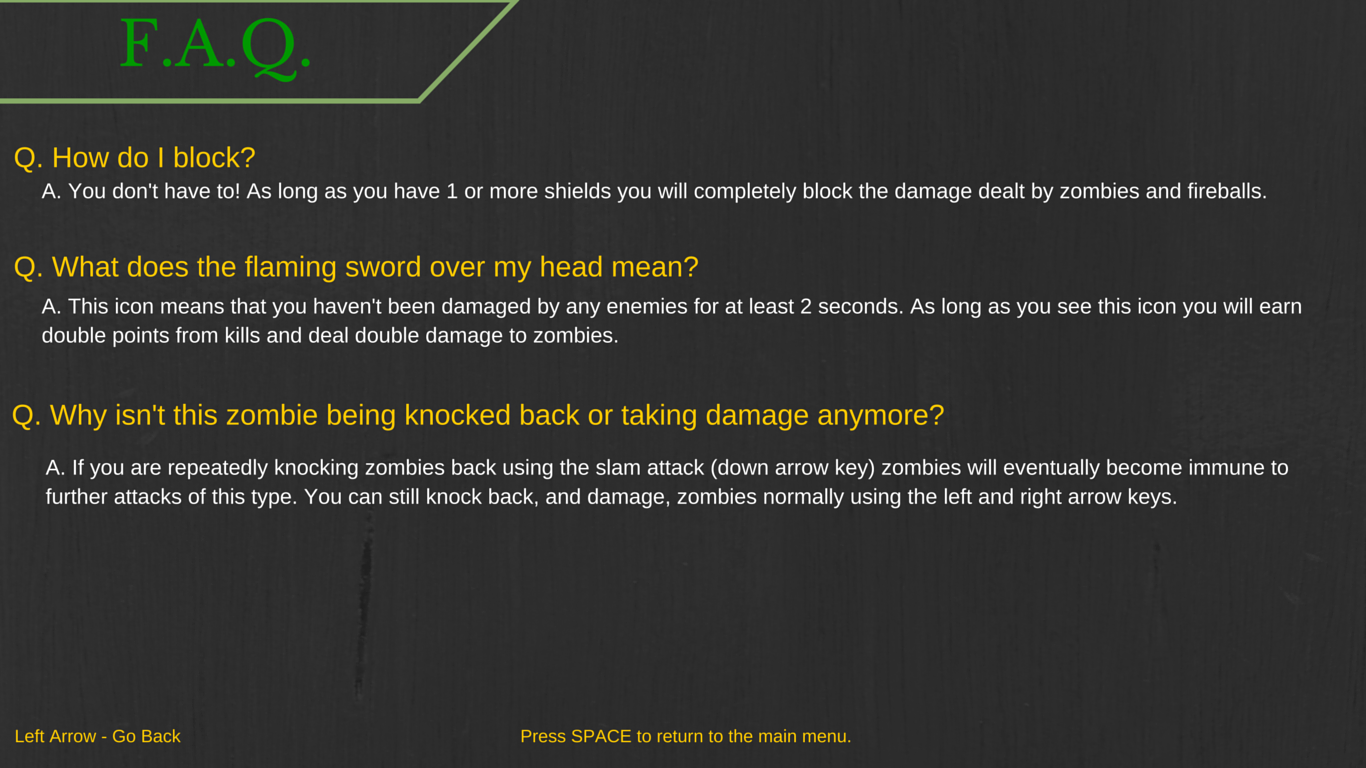 F.A.Q.
Q. How do I block?
A. You don't have to! As long as you have 1 or more shields you will completely block the damage dealt by zombies and fireballs.
Q. What does the flaming sword over my head mean?
A. This icon means that you haven't been damaged by any enemies for at least 2 seconds. As long as you see this icon you will earn
double points from kills and deal double damage to zombies.
Q. Why isn't this zombie being knocked back or taking damage anymore?
A. If you are repeatedly knocking zombies back using the slam attack (down arrow key) zombies will eventually become immune to
further attacks of this type. You can still knock back, and damage, zombies normally using the left and right arrow keys.
Left Arrow - Go Back
Press SPACE to return to the main menu.